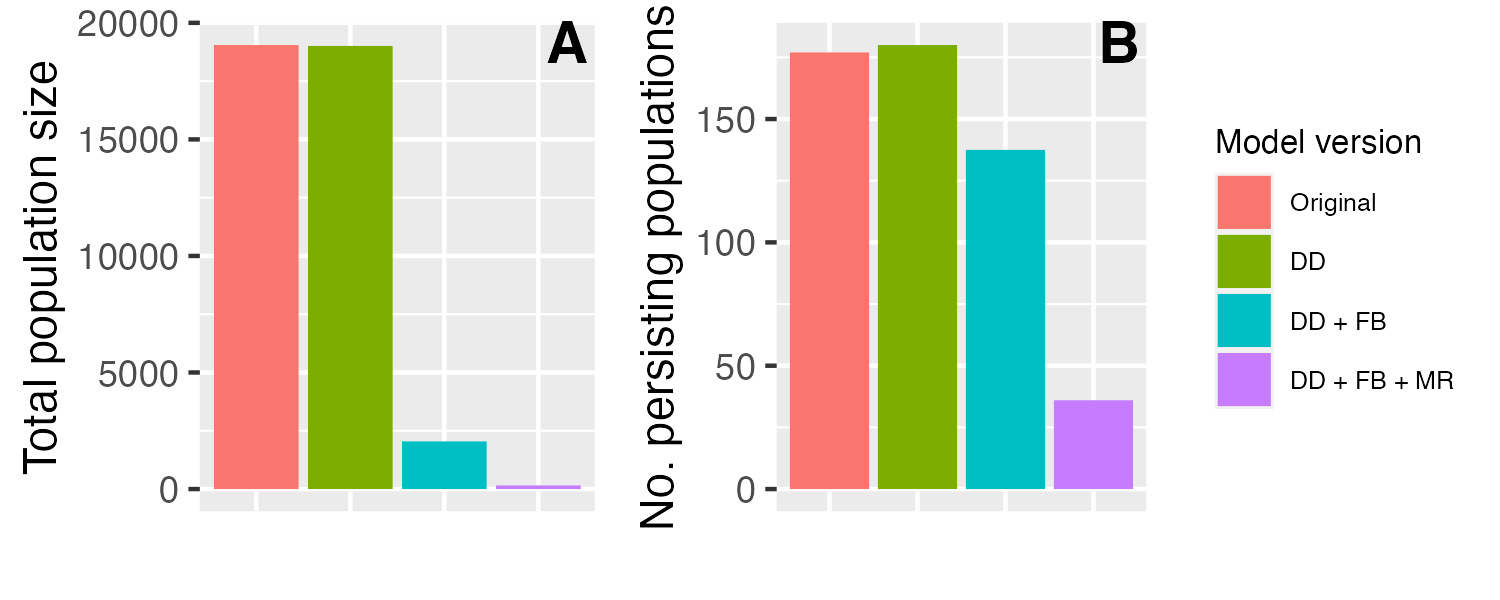 Total population size
20000
15000
10000
5000
0
A
No. persisting populations
150
100
50
0
B
Model version
Original
DD
DD + FB
DD + FB + MR